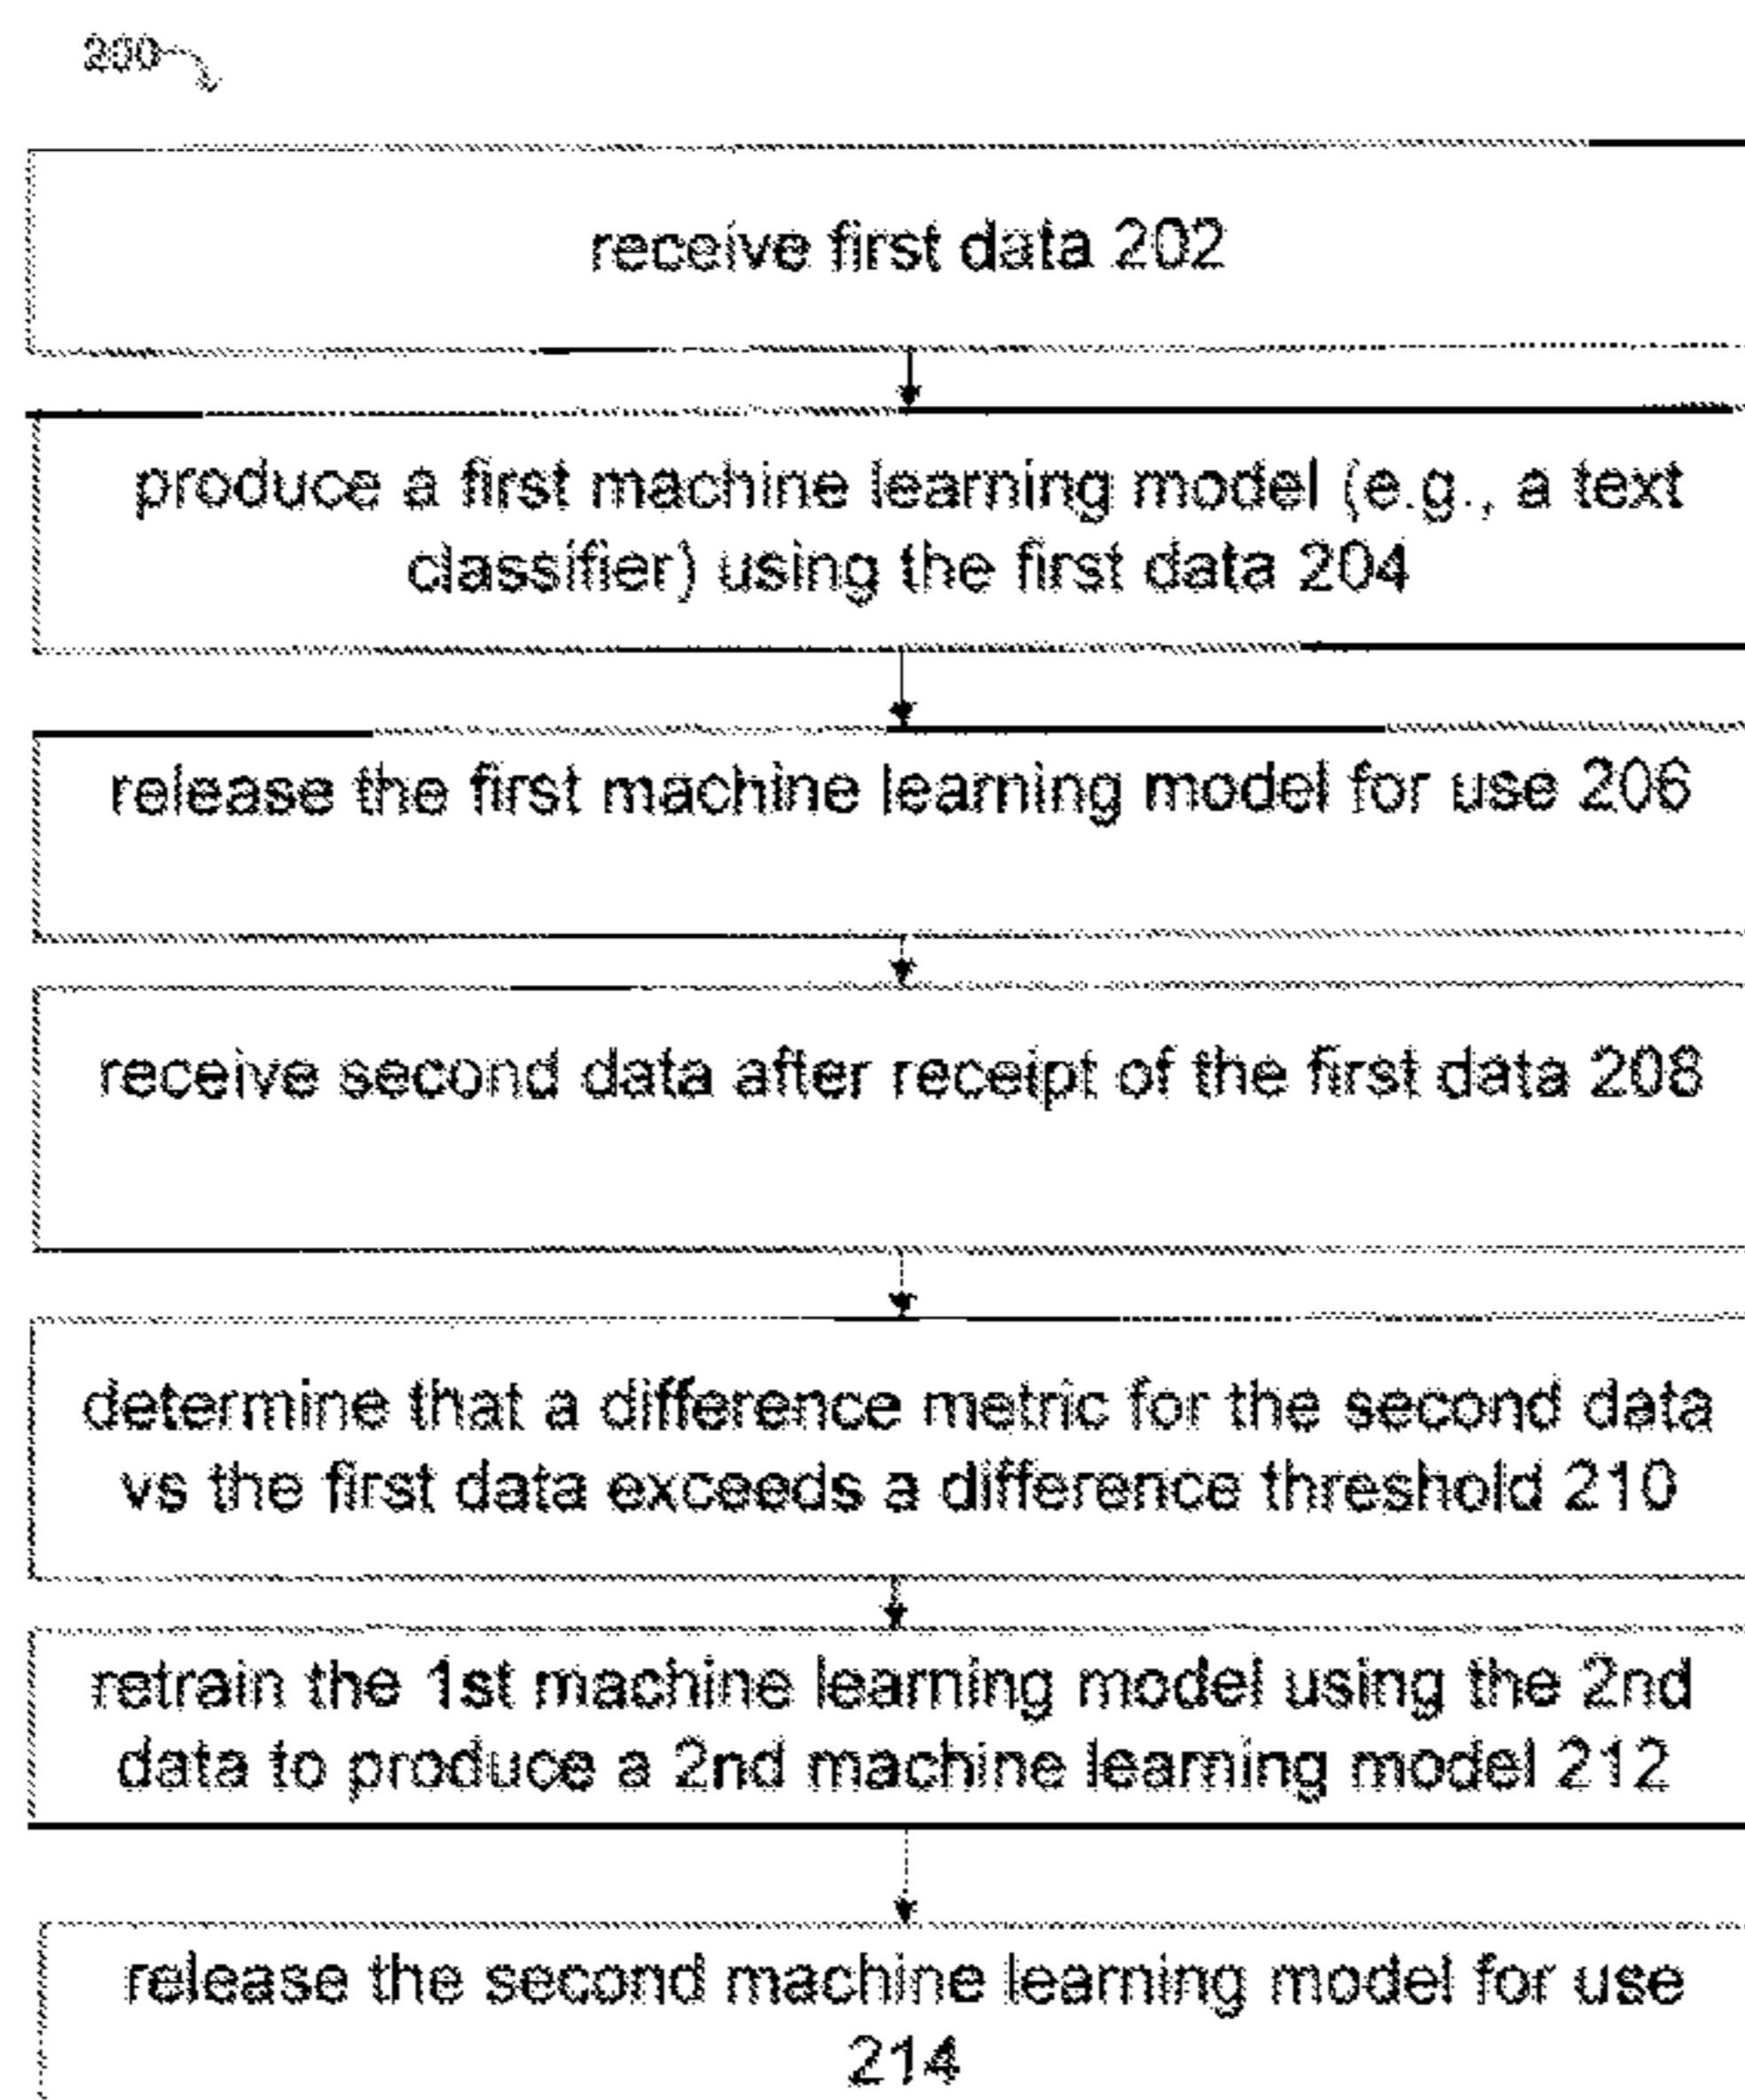 200
receive first data 202
produce a first machine learning model (e.g., a text
classifier) using the first data 204
release the first machine learning model for use 206
receive second data after receipt of the first data 208
determine that a difference metric for the second data
vs the first data exceeds a difference threshold 210
retrain the 1st machine learning model using the 2nd
data to produce a 2nd machine learning model 212
release the second machine learning model for use
214